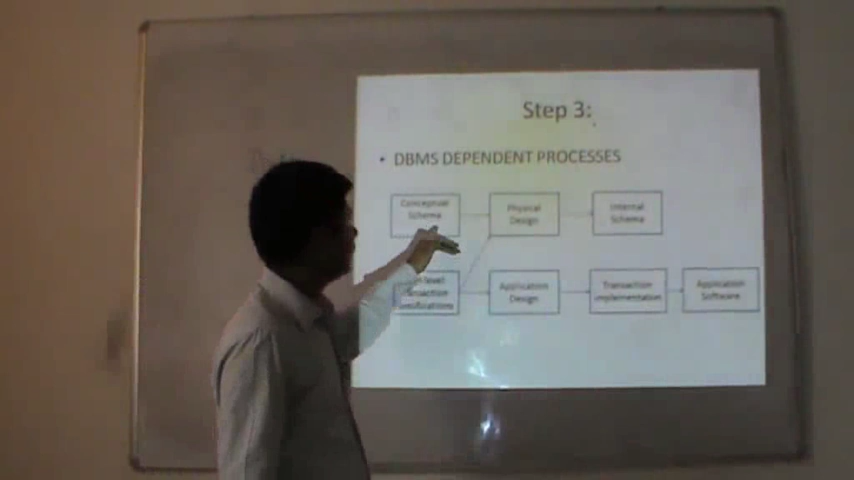 Step 3:
• DBMS DEPENDENT PROCESSES
Conceptual
Schema
Physical
Design
Internal
Schema
Application
Design
Transaction
Implementation
Application
Software